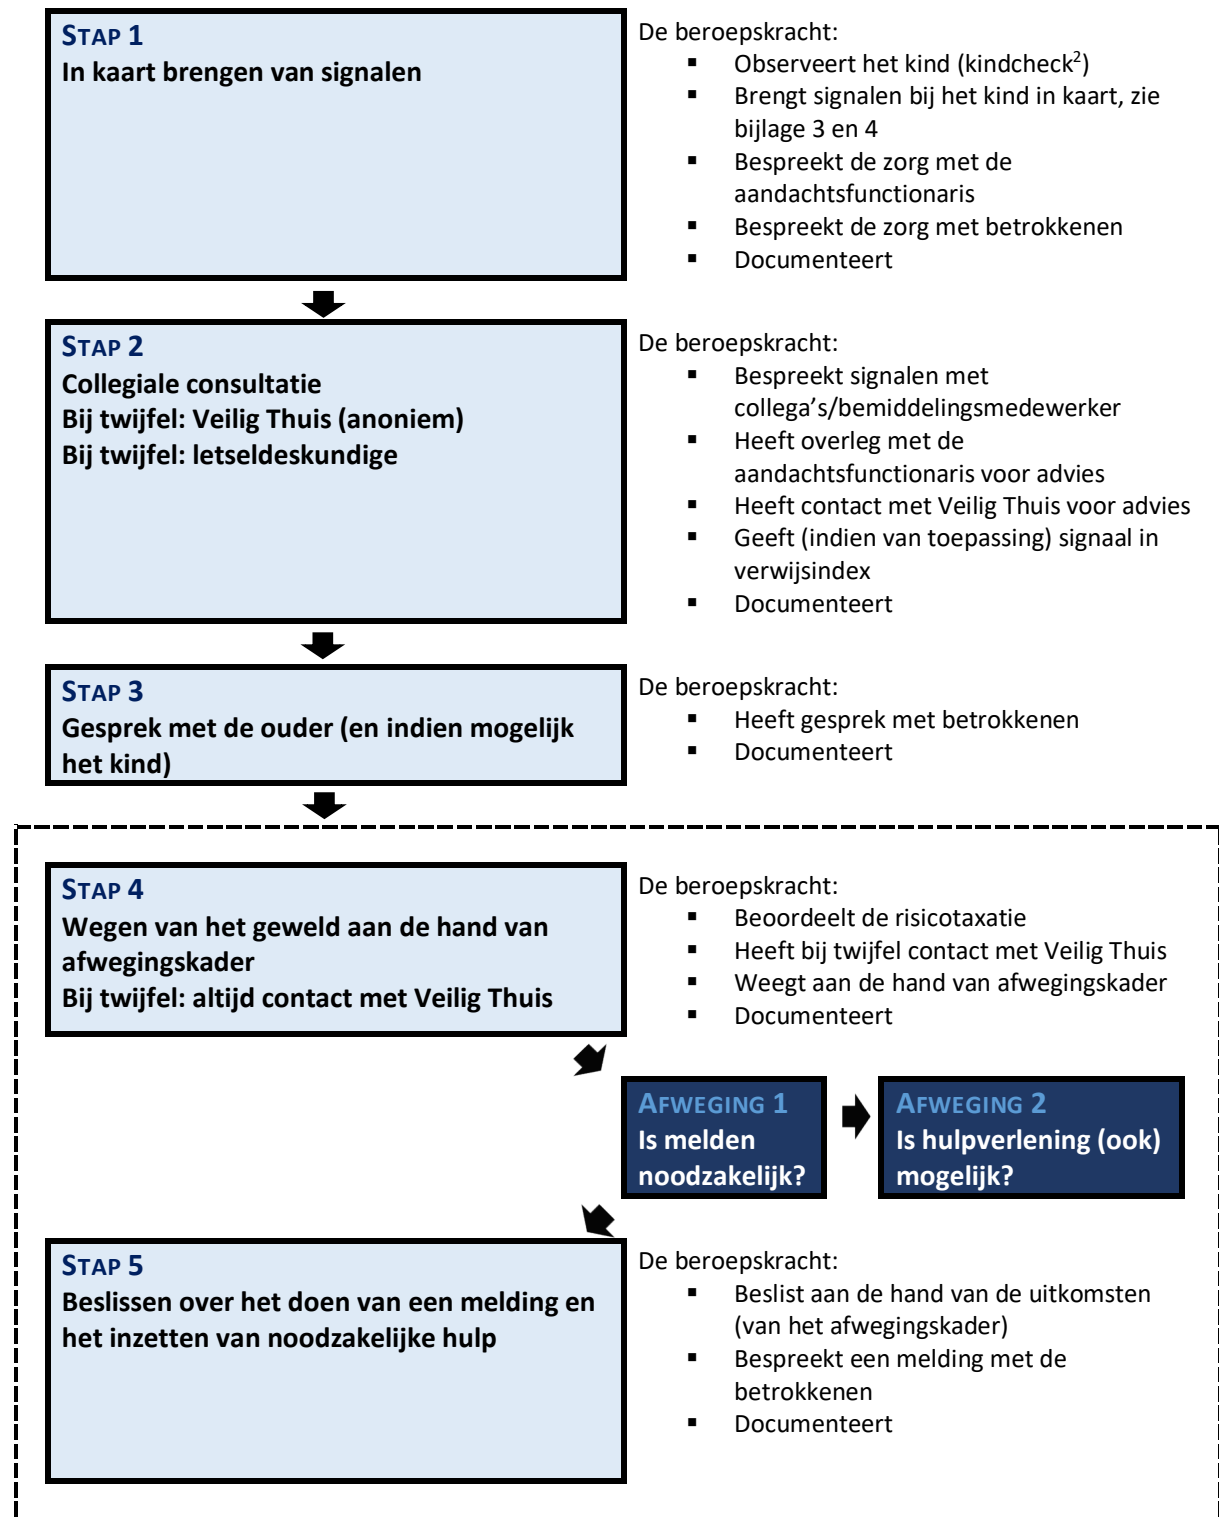 STAP 1
In kaart brengen van signalen
De beroepskracht:
▪ Observeert het kind (kindcheck²)
▪ Brengt signalen bij het kind in kaart, zie
bijlage 3 en 4
▪ Bespreekt de zorg met de
aandachtsfunctionaris
▪ Bespreekt de zorg met betrokkenen
▪ Documenteert
STAP 2
Collegiale consultatie
Bij twijfel: Veilig Thuis (anoniem)
Bij twijfel: letseldeskundige
De beroepskracht:
▪ Bespreekt signalen met
collega’s/bemiddelingsmedewerker
▪ Heeft overleg met de
aandachtsfunctionaris voor advies
▪ Heeft contact met Veilig Thuis voor advies
▪ Geeft (indien van toepassing) signaal in
verwijsindex
▪ Documenteert
STAP 3
Gesprek met de ouder (en indien mogelijk
het kind)
De beroepskracht:
▪ Heeft gesprek met betrokkenen
▪ Documenteert
STAP 4
Wegen van het geweld aan de hand van
afwegingskader
Bij twijfel: altijd contact met Veilig Thuis
De beroepskracht:
▪ Beoordeelt de risicotaxatie
▪ Heeft bij twijfel contact met Veilig Thuis
▪ Weegt aan de hand van afwegingskader
▪ Documenteert
AFWEGING 1
Is melden
noodzakelijk?
AFWEGING 2
Is hulpverlening (ook)
mogelijk?
STAP 5
Beslissen over het doen van een melding en
het inzetten van noodzakelijke hulp
De beroepskracht:
▪ Beslist aan de hand van de uitkomsten
(van het afwegingskader)
▪ Bespreekt een melding met de
betrokkenen
▪ Documenteert